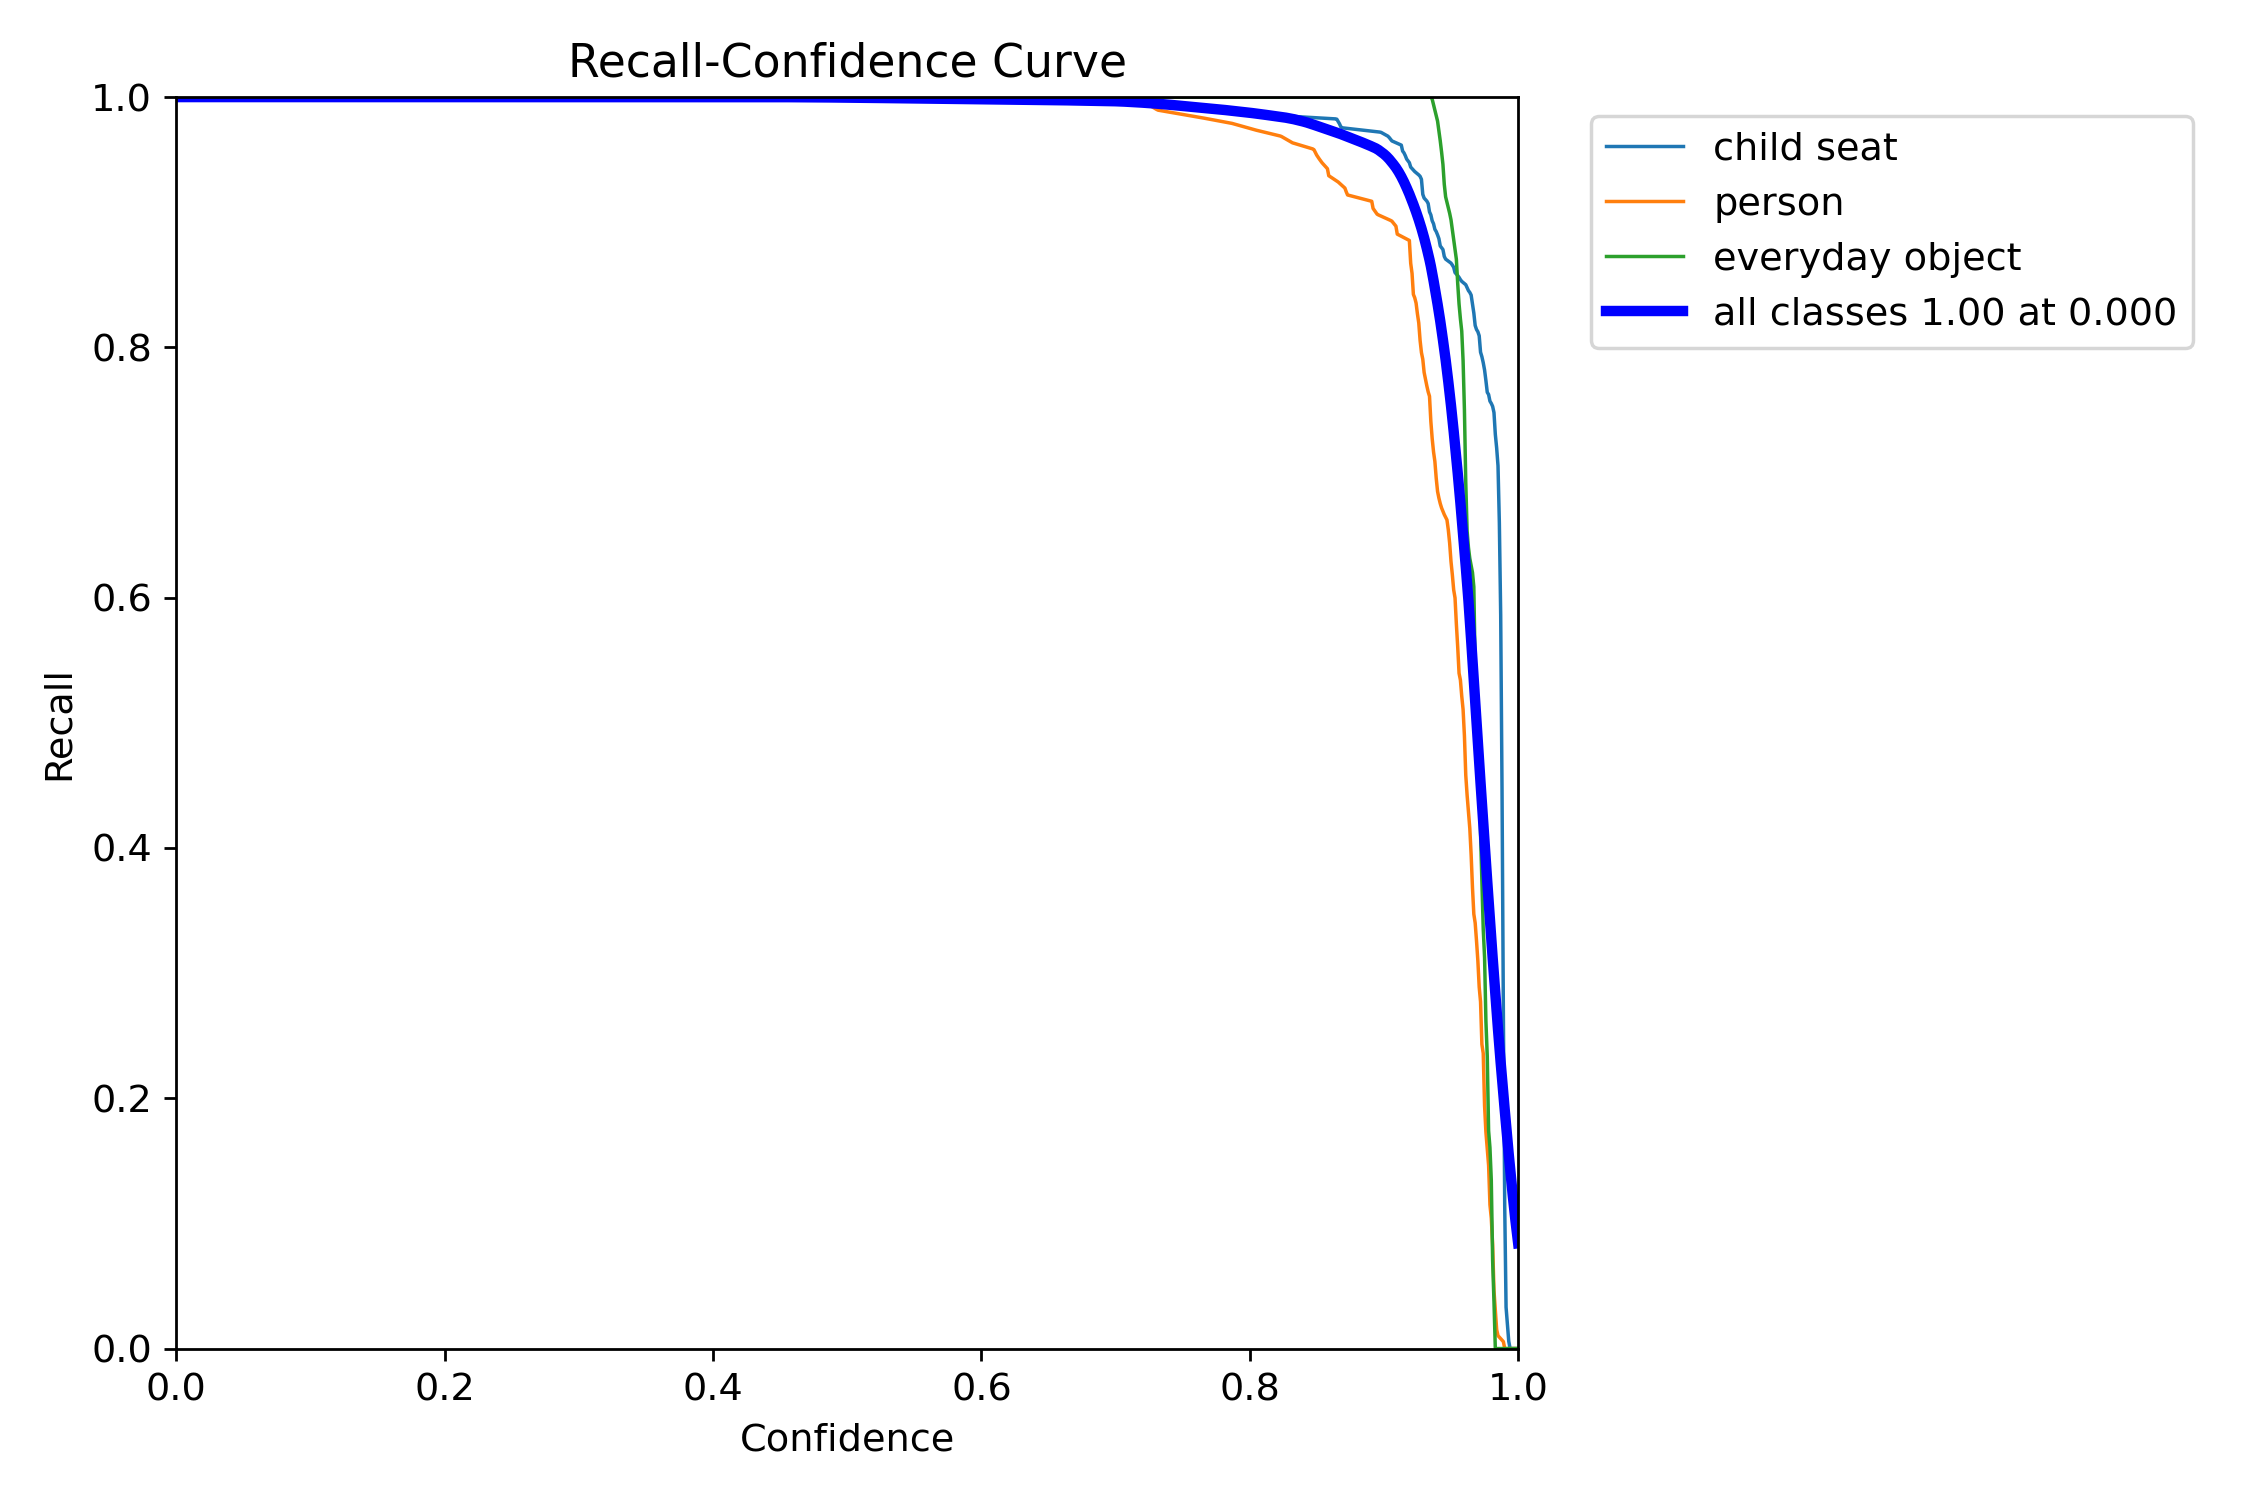 Recall-Confidence Curve
1.0
0.8
0.6
0.4
0.2
0.0
Recall
0.0 0.2 0.4 0.6 0.8 1.0
Confidence
child seat
person
everyday object
all classes 1.00 at 0.000